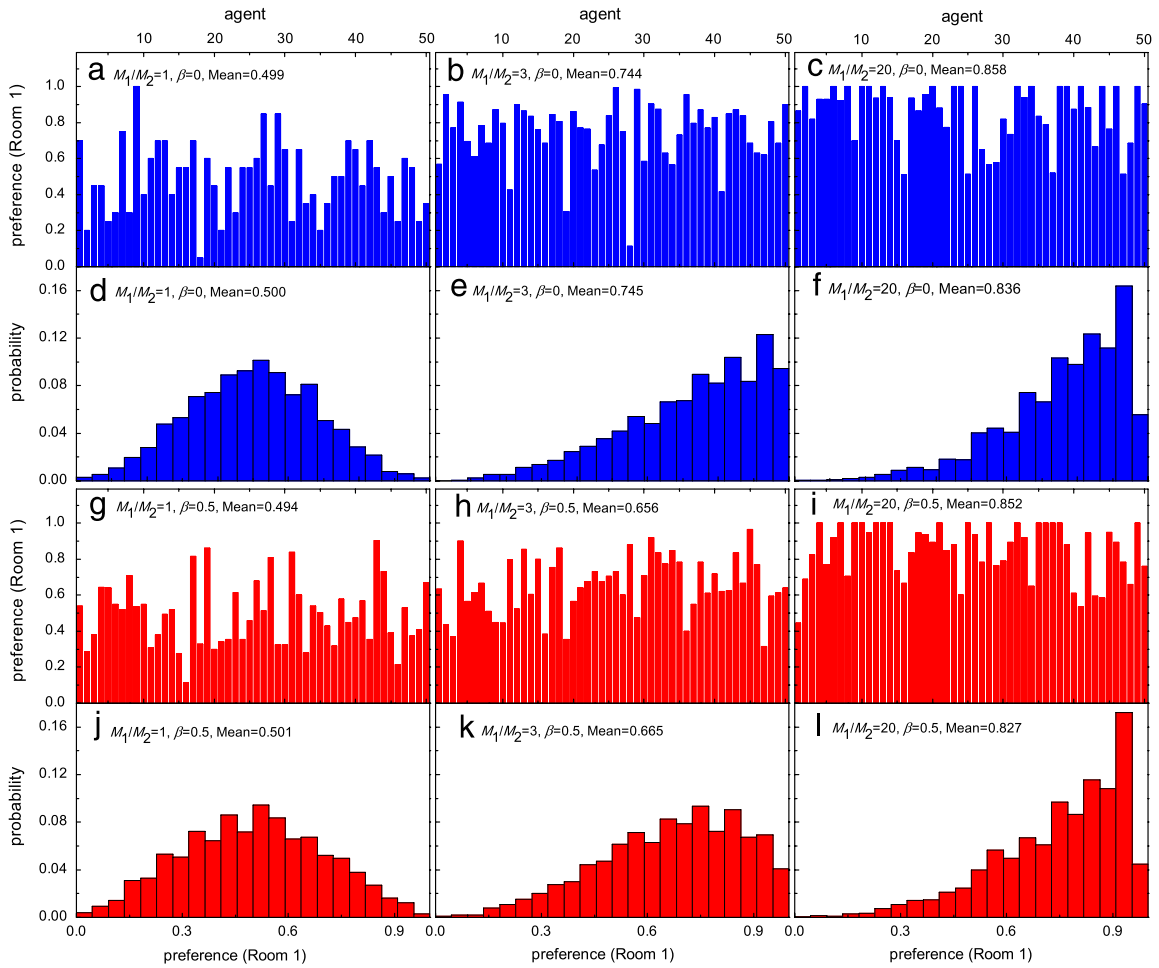 agent agent agent
10 20 30 40 50 10 20 30 40 50 10 20 30 40 50
a M1/M2=1, β=0, Mean=0.499
b M1/M2=3, β=0, Mean=0.744
c M1/M2=20, β=0, Mean=0.858
preference (Room 1)
1.0
0.8
0.6
0.4
0.2
0.0
d M1/M2=1, β=0, Mean=0.500
e M1/M2=3, β=0, Mean=0.745
f M1/M2=20, β=0, Mean=0.836
probability
0.16
0.12
0.08
0.04
0.00
g M1/M2=1, β=0.5, Mean=0.494
h M1/M2=3, β=0.5, Mean=0.656
i M1/M2=20, β=0.5, Mean=0.852
preference (Room 1)
1.0
0.8
0.6
0.4
0.2
0.0
j M1/M2=1, β=0.5, Mean=0.501
k M1/M2=3, β=0.5, Mean=0.665
l M1/M2=20, β=0.5, Mean=0.827
probability
0.16
0.12
0.08
0.04
0.00
0.0 0.3 0.6 0.9 0.0 0.3 0.6 0.9 0.0 0.3 0.6 0.9
preference (Room 1) preference (Room 1) preference (Room 1)